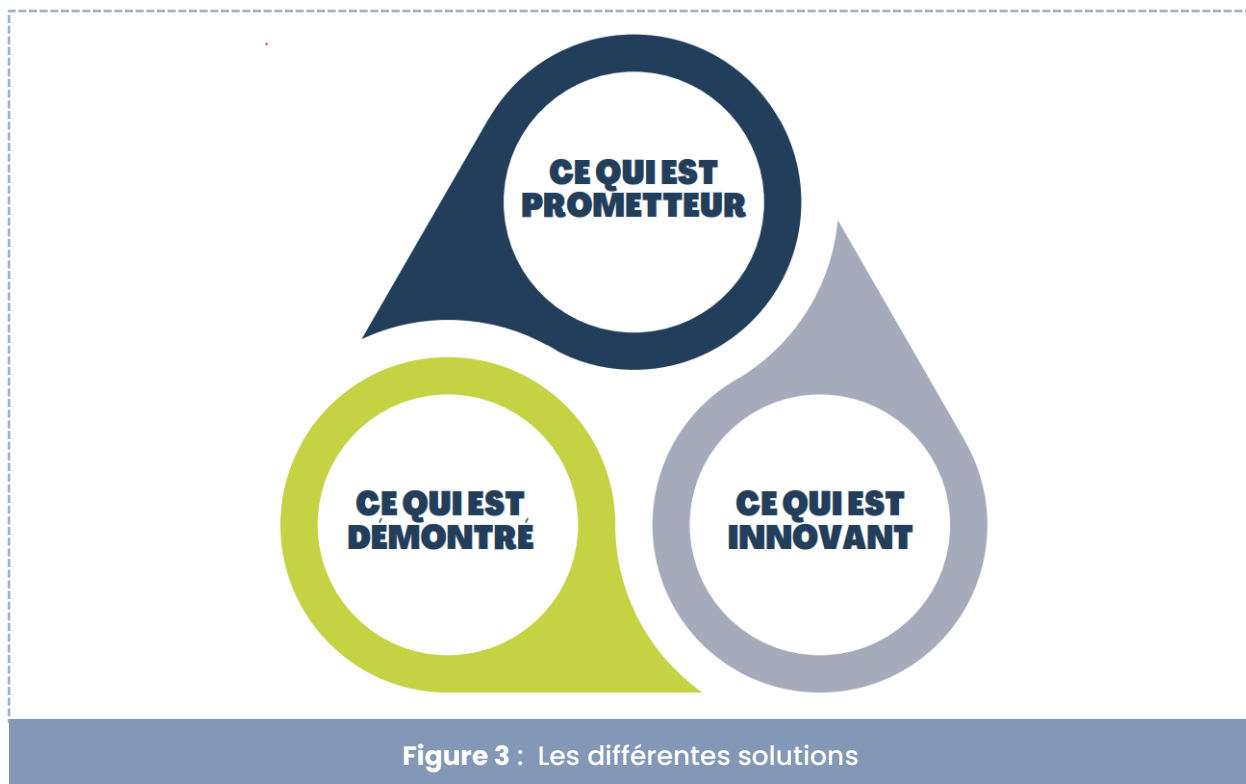 CE QUI EST
PROMETTEUR
CE QUI EST
DÉMONTRÉ
CE QUI EST
INNOVANT
Figure 3 : Les différentes solutions